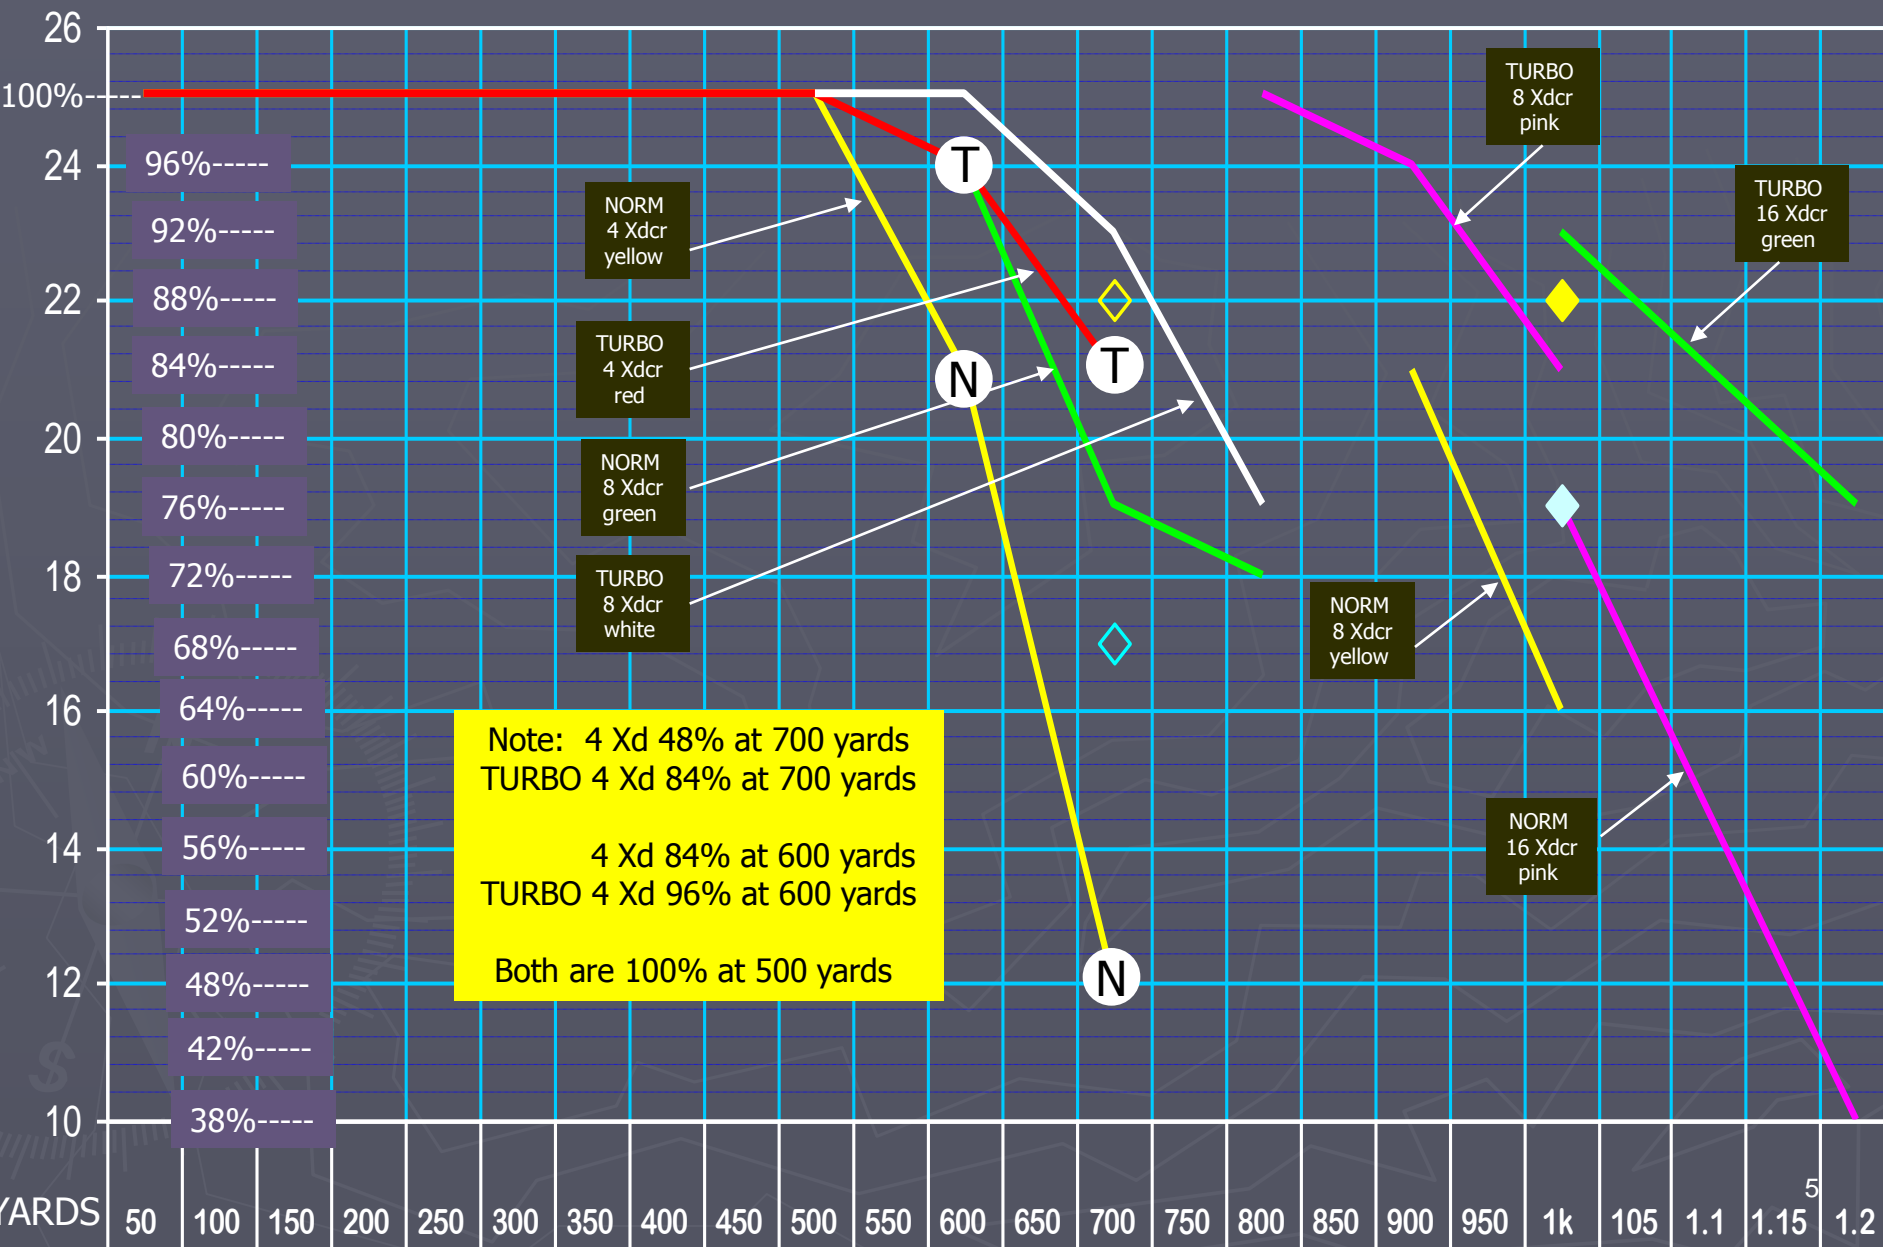 26
100%-----
24
96%-----
92%-----
22
88%-----
84%-----
20
80%-----
76%-----
18
72%-----
68%-----
16
64%-----
60%-----
14
56%-----
52%-----
12
48%-----
42%-----
10
38%-----
NORM
4 Xdcr
yellow
TURBO
4 Xdcr
red
NORM
8 Xdcr
green
TURBO
8 Xdcr
white
T
N
T
N
TURBO
8 Xdcr
pink
TURBO
16 Xdcr
green
NORM
8 Xdcr
yellow
NORM
16 Xdcr
pink
Note: 4 Xd 48% at 700 yards
TURBO 4 Xd 84% at 700 yards
4 Xd 84% at 600 yards
TURBO 4 Xd 96% at 600 yards
Both are 100% at 500 yards
$
5
YARDS 50 100 150 200 250 300 350 400 450 500 550 600 650 700 750 800 850 900 950 1k 105 1.1 1.15 1.2